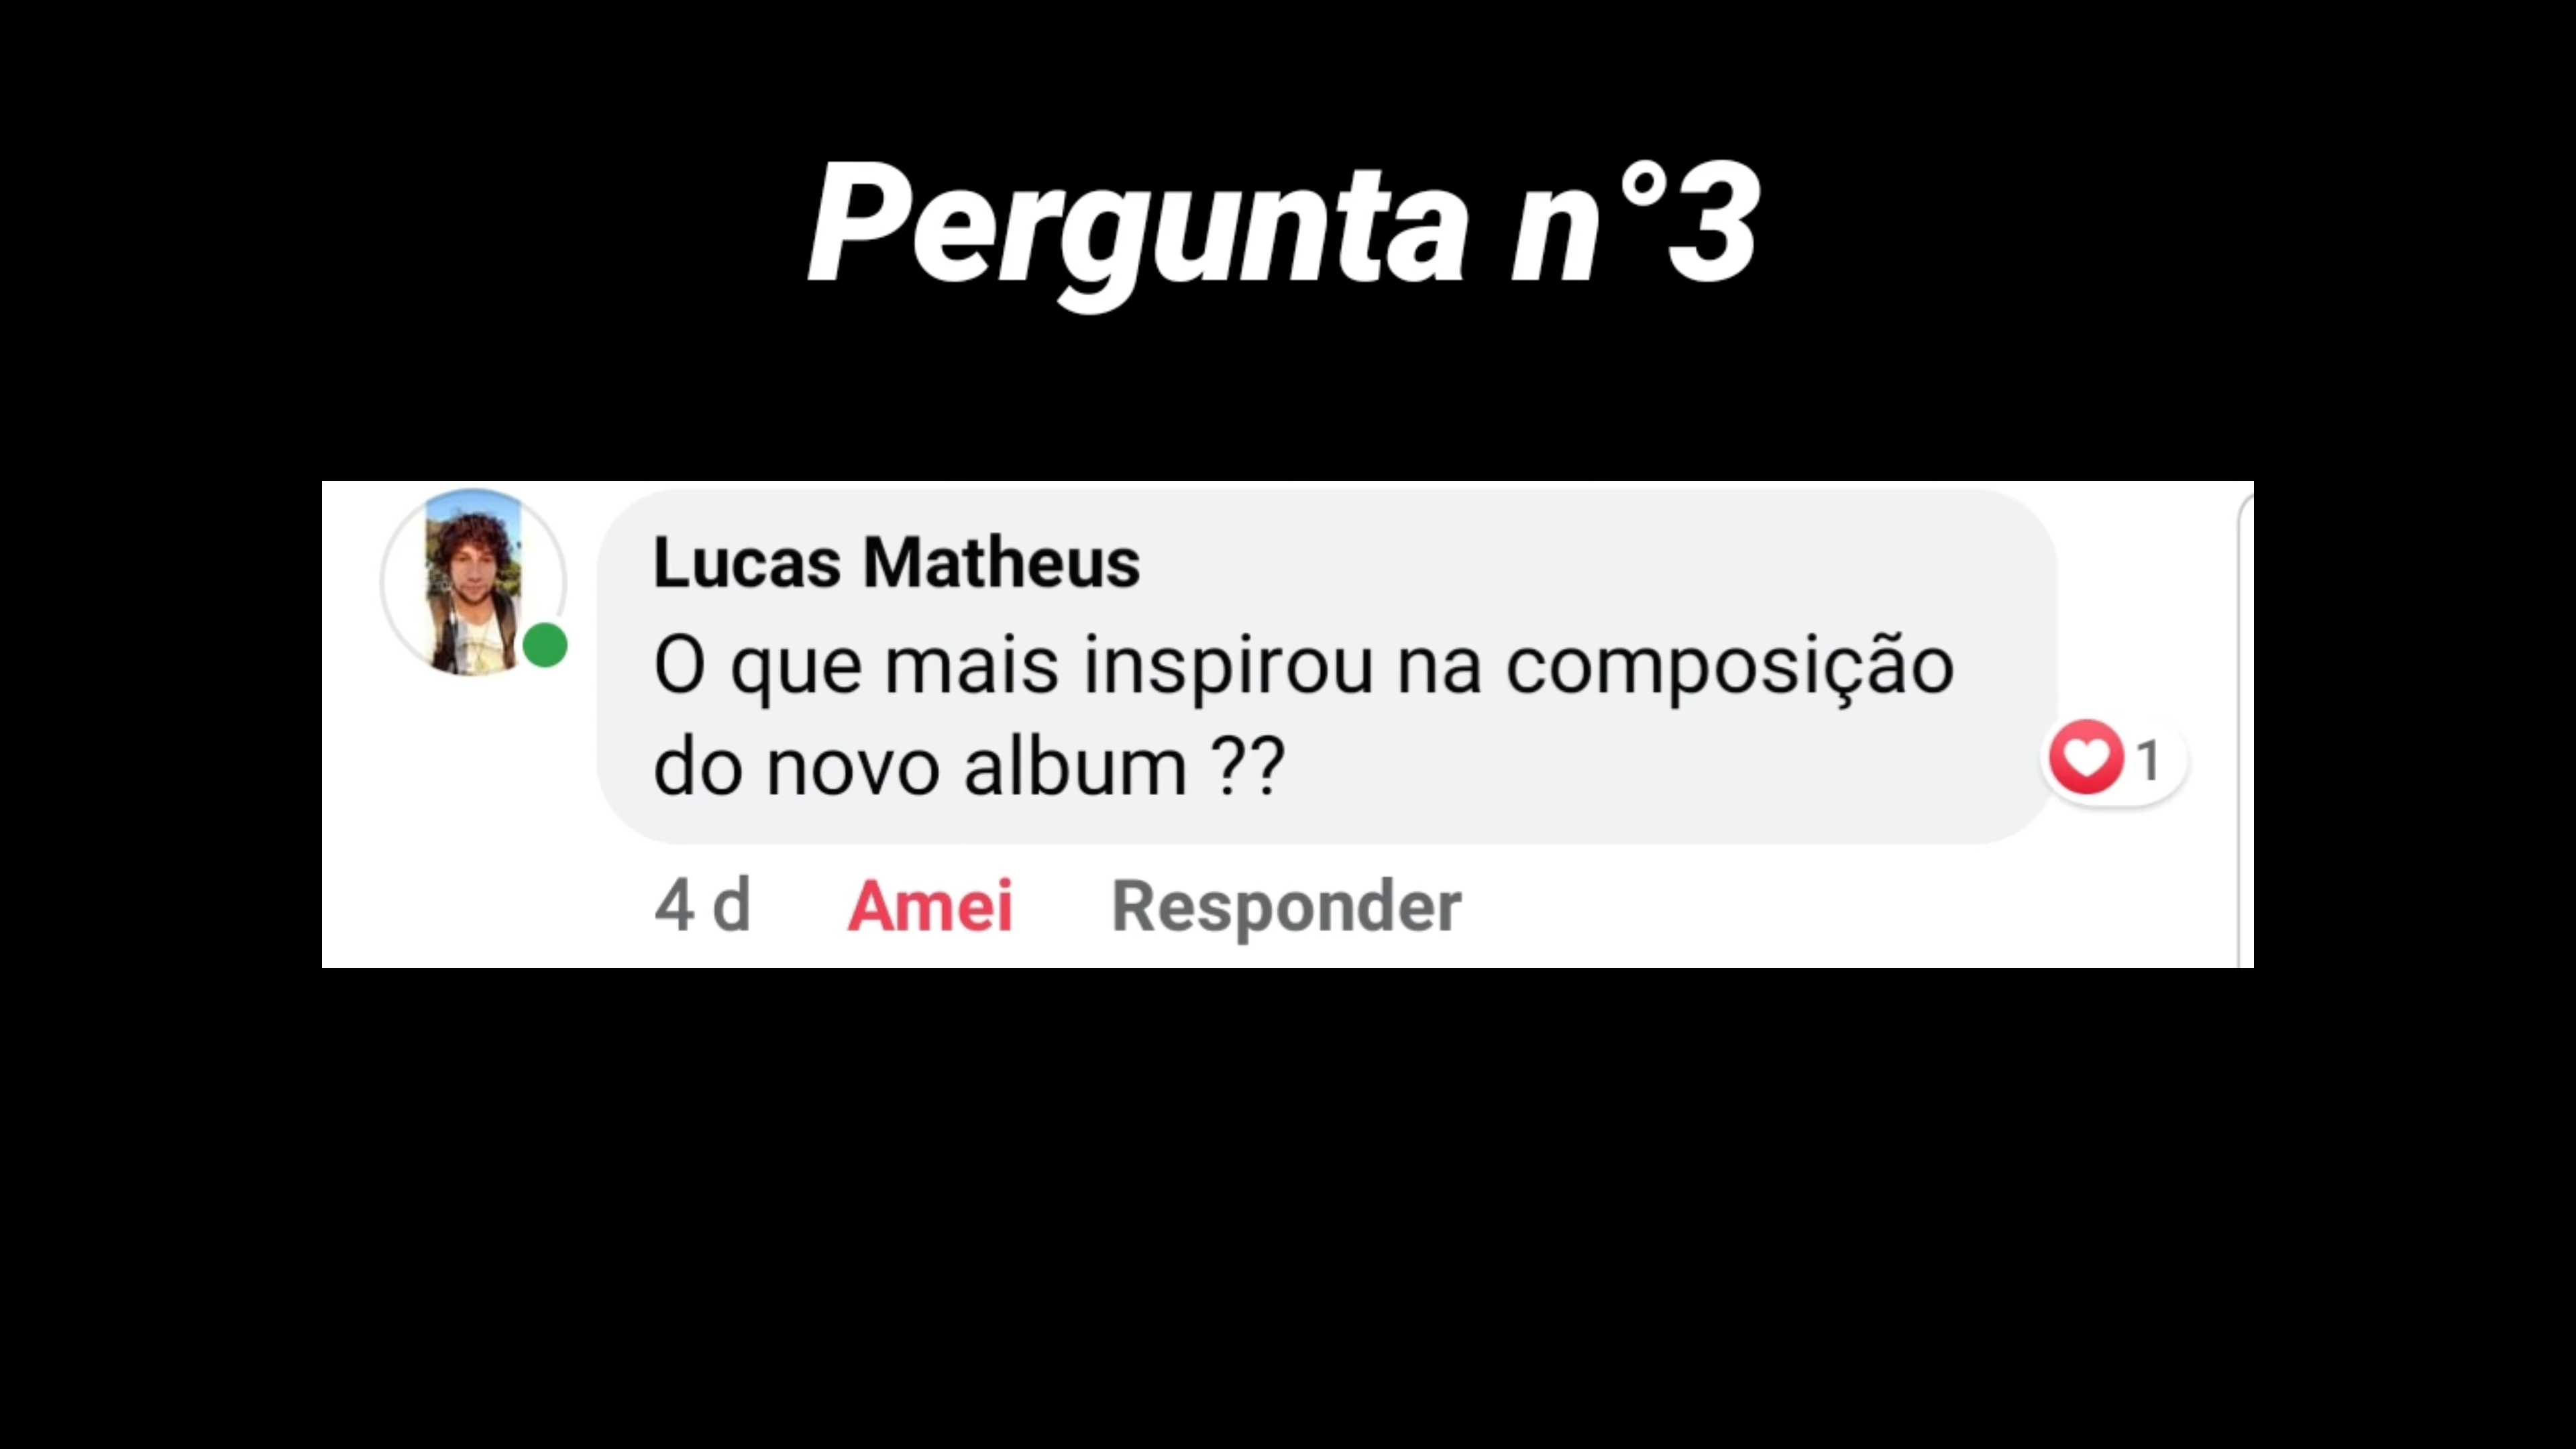 Pergunta n°3
Lucas Matheus
O que mais inspirou na composição
do novo album ??
1
4 d Amei Responder